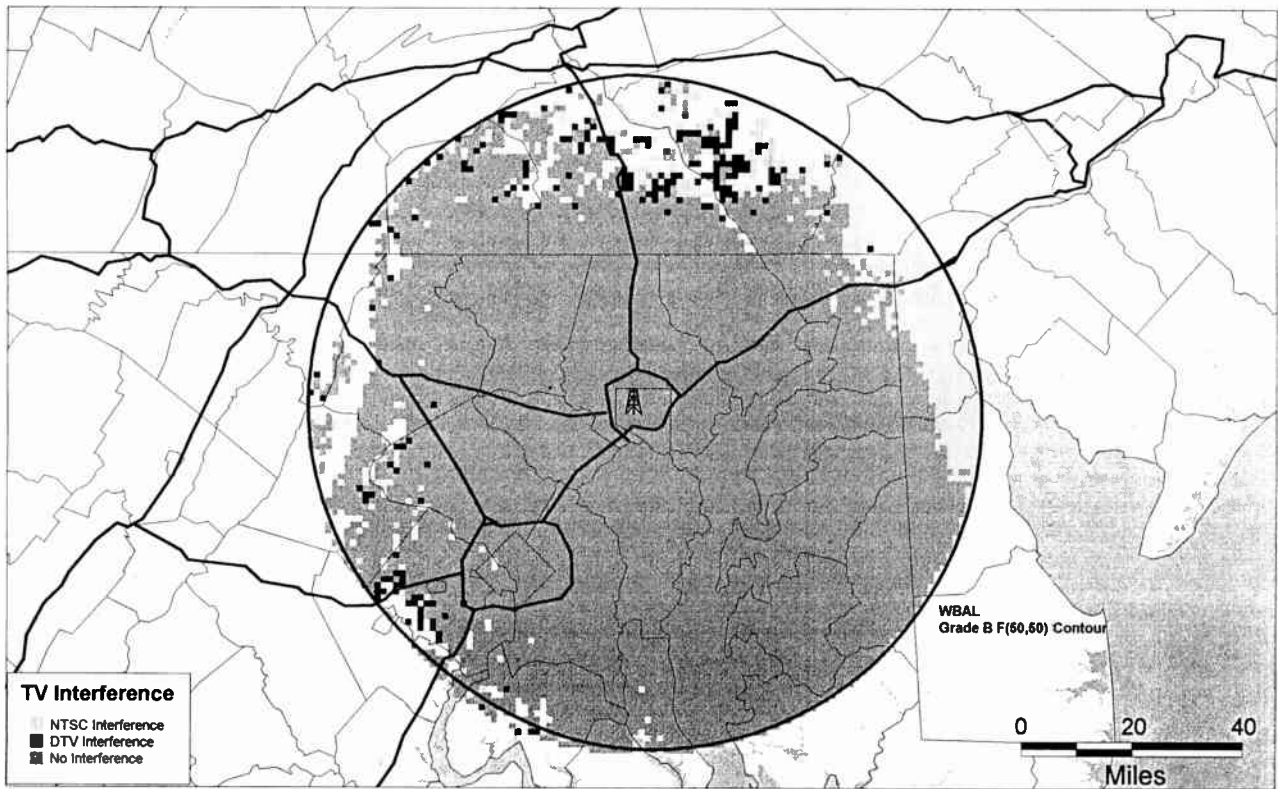 WBAL
Grade B F(50,50) Contour
TV Interference
NTSC Interference
DTV Interference
No Interference
0 20 40
Miles